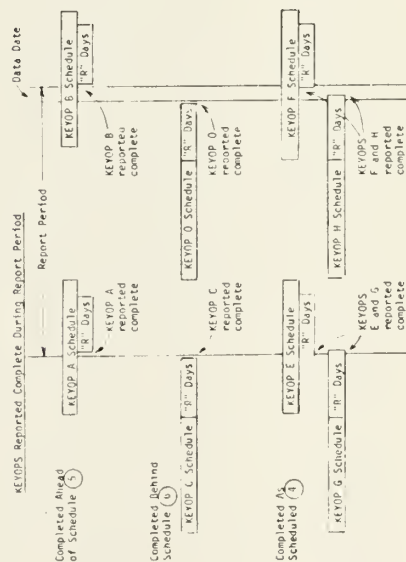 KEYOPS Reported Complete During Report Period
Data Date
Report Period
Completed Ahead
of Schedule (5)
KEYOP A Schedule
"R" Days
KEYOP A
reported
complete
KEYOP B Schedule
"R" Days
KEYOP B
reported
complete
Completed Behind
Schedule (6)
KEYOP C Schedule "R" Days
KEYOP C
reported
complete
KEYOP D Schedule "R" Days
KEYOP D
reported
complete
Completed As
Scheduled (4)
KEYOP E Schedule
"R" Days
KEYOP G Schedule "R" Days
KEYOPS
E and G
reported
complete
KEYOP F Schedule
"R" Days
KEYOP H Schedule "R" Days
KEYOPS
F and H
reported
complete